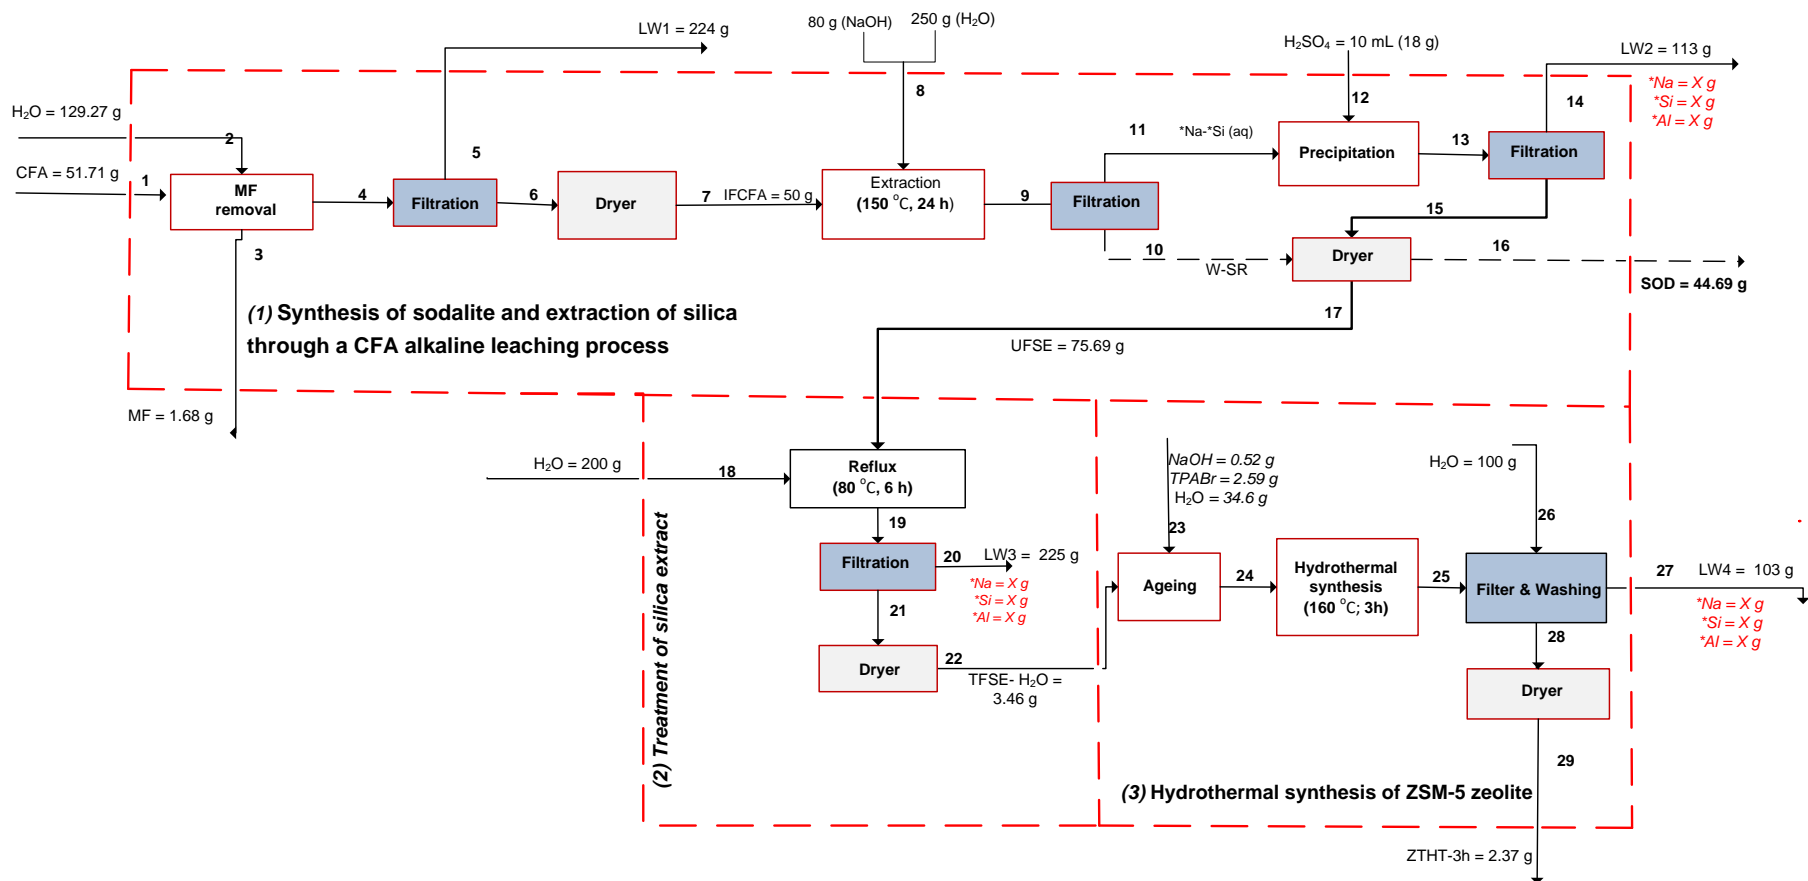 LW1 = 224 g
80 g (NaOH)
250 g (H₂O)
H₂SO₄ = 10 mL (18 g)
LW2 = 113 g
*Na = X g
*Si = X g
*Al = X g
H₂O = 129.27 g
2
CFA = 51.71 g
1
MF
removal
3
4
5
Filtration
6
Dryer
7
IFCFA = 50 g
8
Extraction
(150 °C, 24 h)
9
Filtration
10
W-SR
11
*Na-*Si (aq)
12
Precipitation
13
14
Filtration
15
Dryer
16
SOD = 44.69 g
17
UFSE = 75.69 g
(1) Synthesis of sodalite and extraction of silica
through a CFA alkaline leaching process
MF = 1.68 g
H₂O = 200 g
18
Reflux
(80 °C, 6 h)
19
Filtration
20
LW3 = 225 g
*Na = X g
*Si = X g
*Al = X g
21
Dryer
22
TFSE- H₂O =
3.46 g
(2) Treatment of silica extract
NaOH = 0.52 g
TPABr = 2.59 g
H₂O = 34.6 g
23
Ageing
24
Hydrothermal
synthesis
(160 °C; 3h)
25
H₂O = 100 g
26
Filter & Washing
27
LW4 = 103 g
*Na = X g
*Si = X g
*Al = X g
28
Dryer
29
(3) Hydrothermal synthesis of ZSM-5 zeolite
ZTHT-3h = 2.37 g